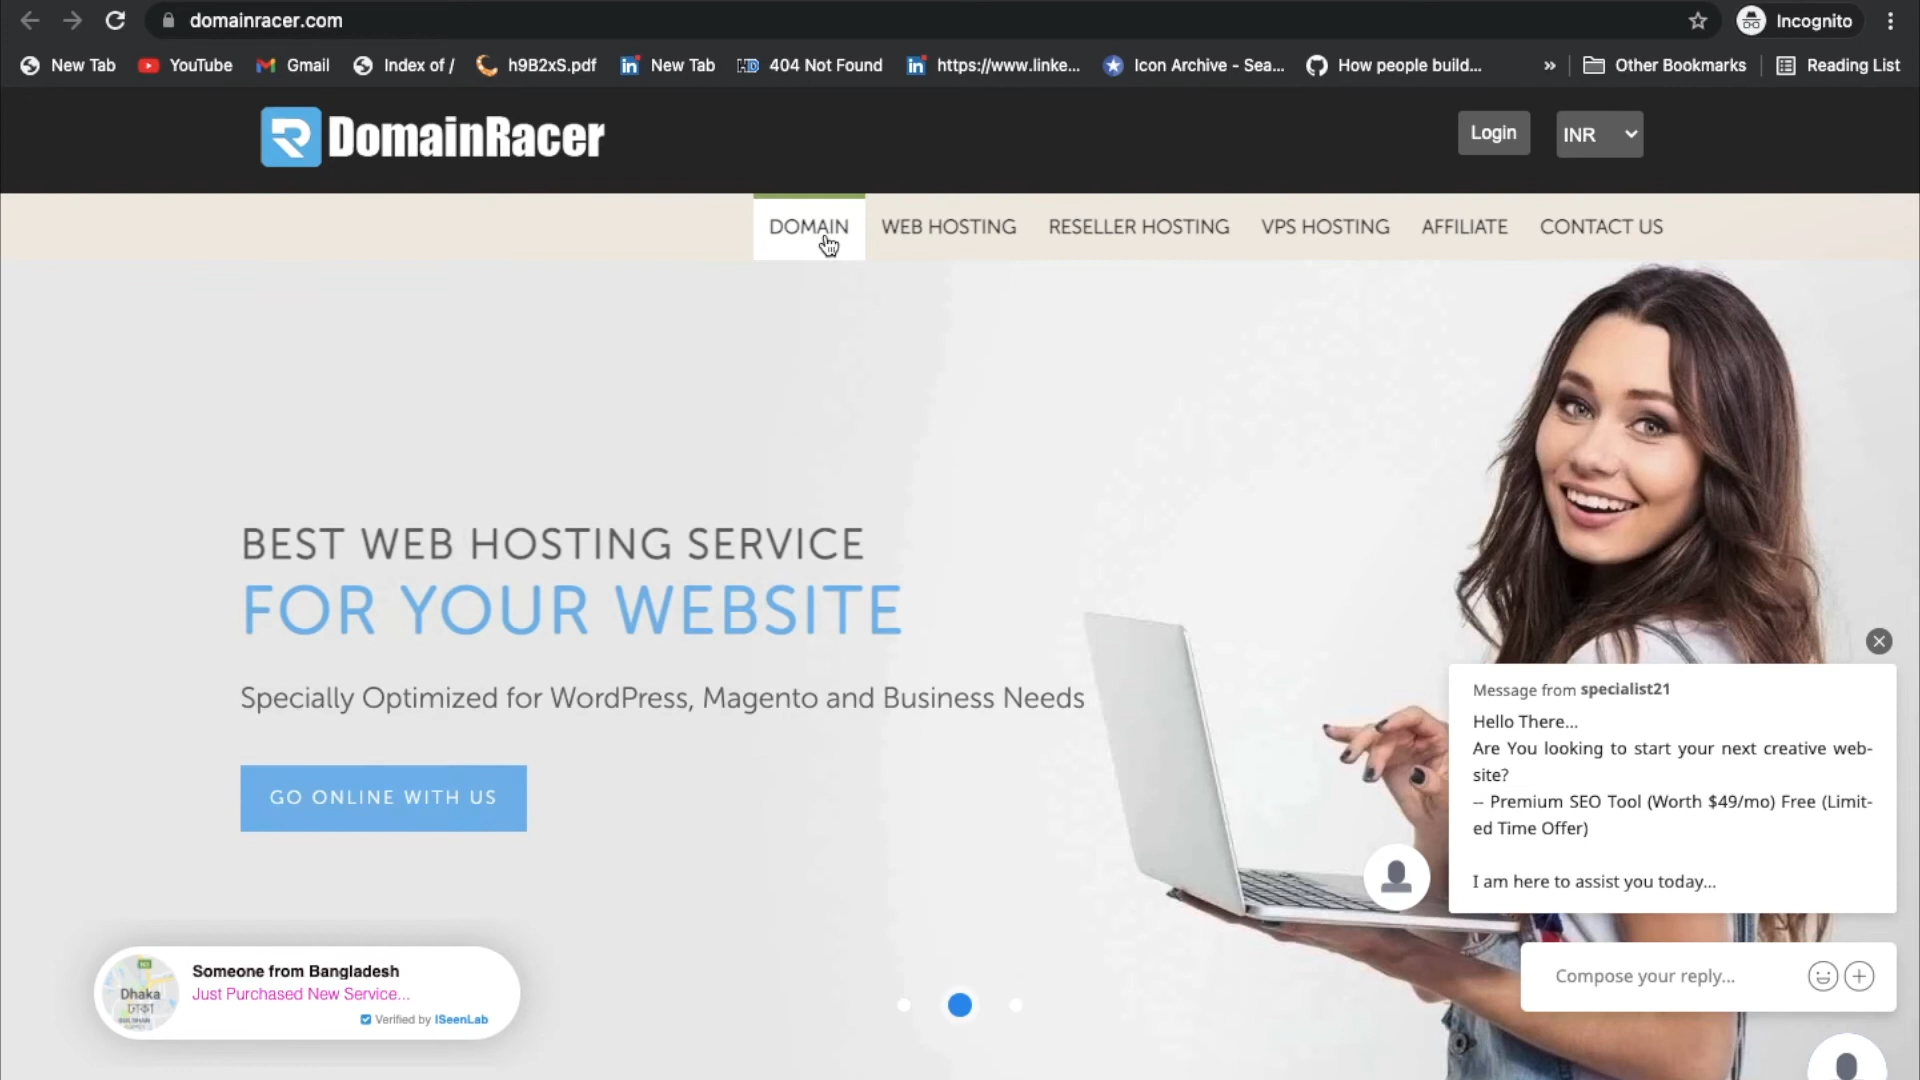 domainracer.com
Incognito
New Tab
YouTube
Gmail
Index of /
h9B2xS.pdf
New Tab
404 Not Found
https://www.linke...
Icon Archive - Sea...
How people build...
»
Other Bookmarks
Reading List
DomainRacer
Login
INR
DOMAIN
WEB HOSTING
RESELLER HOSTING
VPS HOSTING
AFFILIATE
CONTACT US
BEST WEB HOSTING SERVICE
FOR YOUR WEBSITE
Specially Optimized for WordPress, Magento and Business Needs
GO ONLINE WITH US
Message from specialist21
Hello There...
Are You looking to start your next creative web-
site?
-- Premium SEO Tool (Worth $49/mo) Free (Limit-
ed Time Offer)
I am here to assist you today...
Compose your reply...
Dhaka
Someone from Bangladesh
Just Purchased New Service...
Verified by ISeenLab